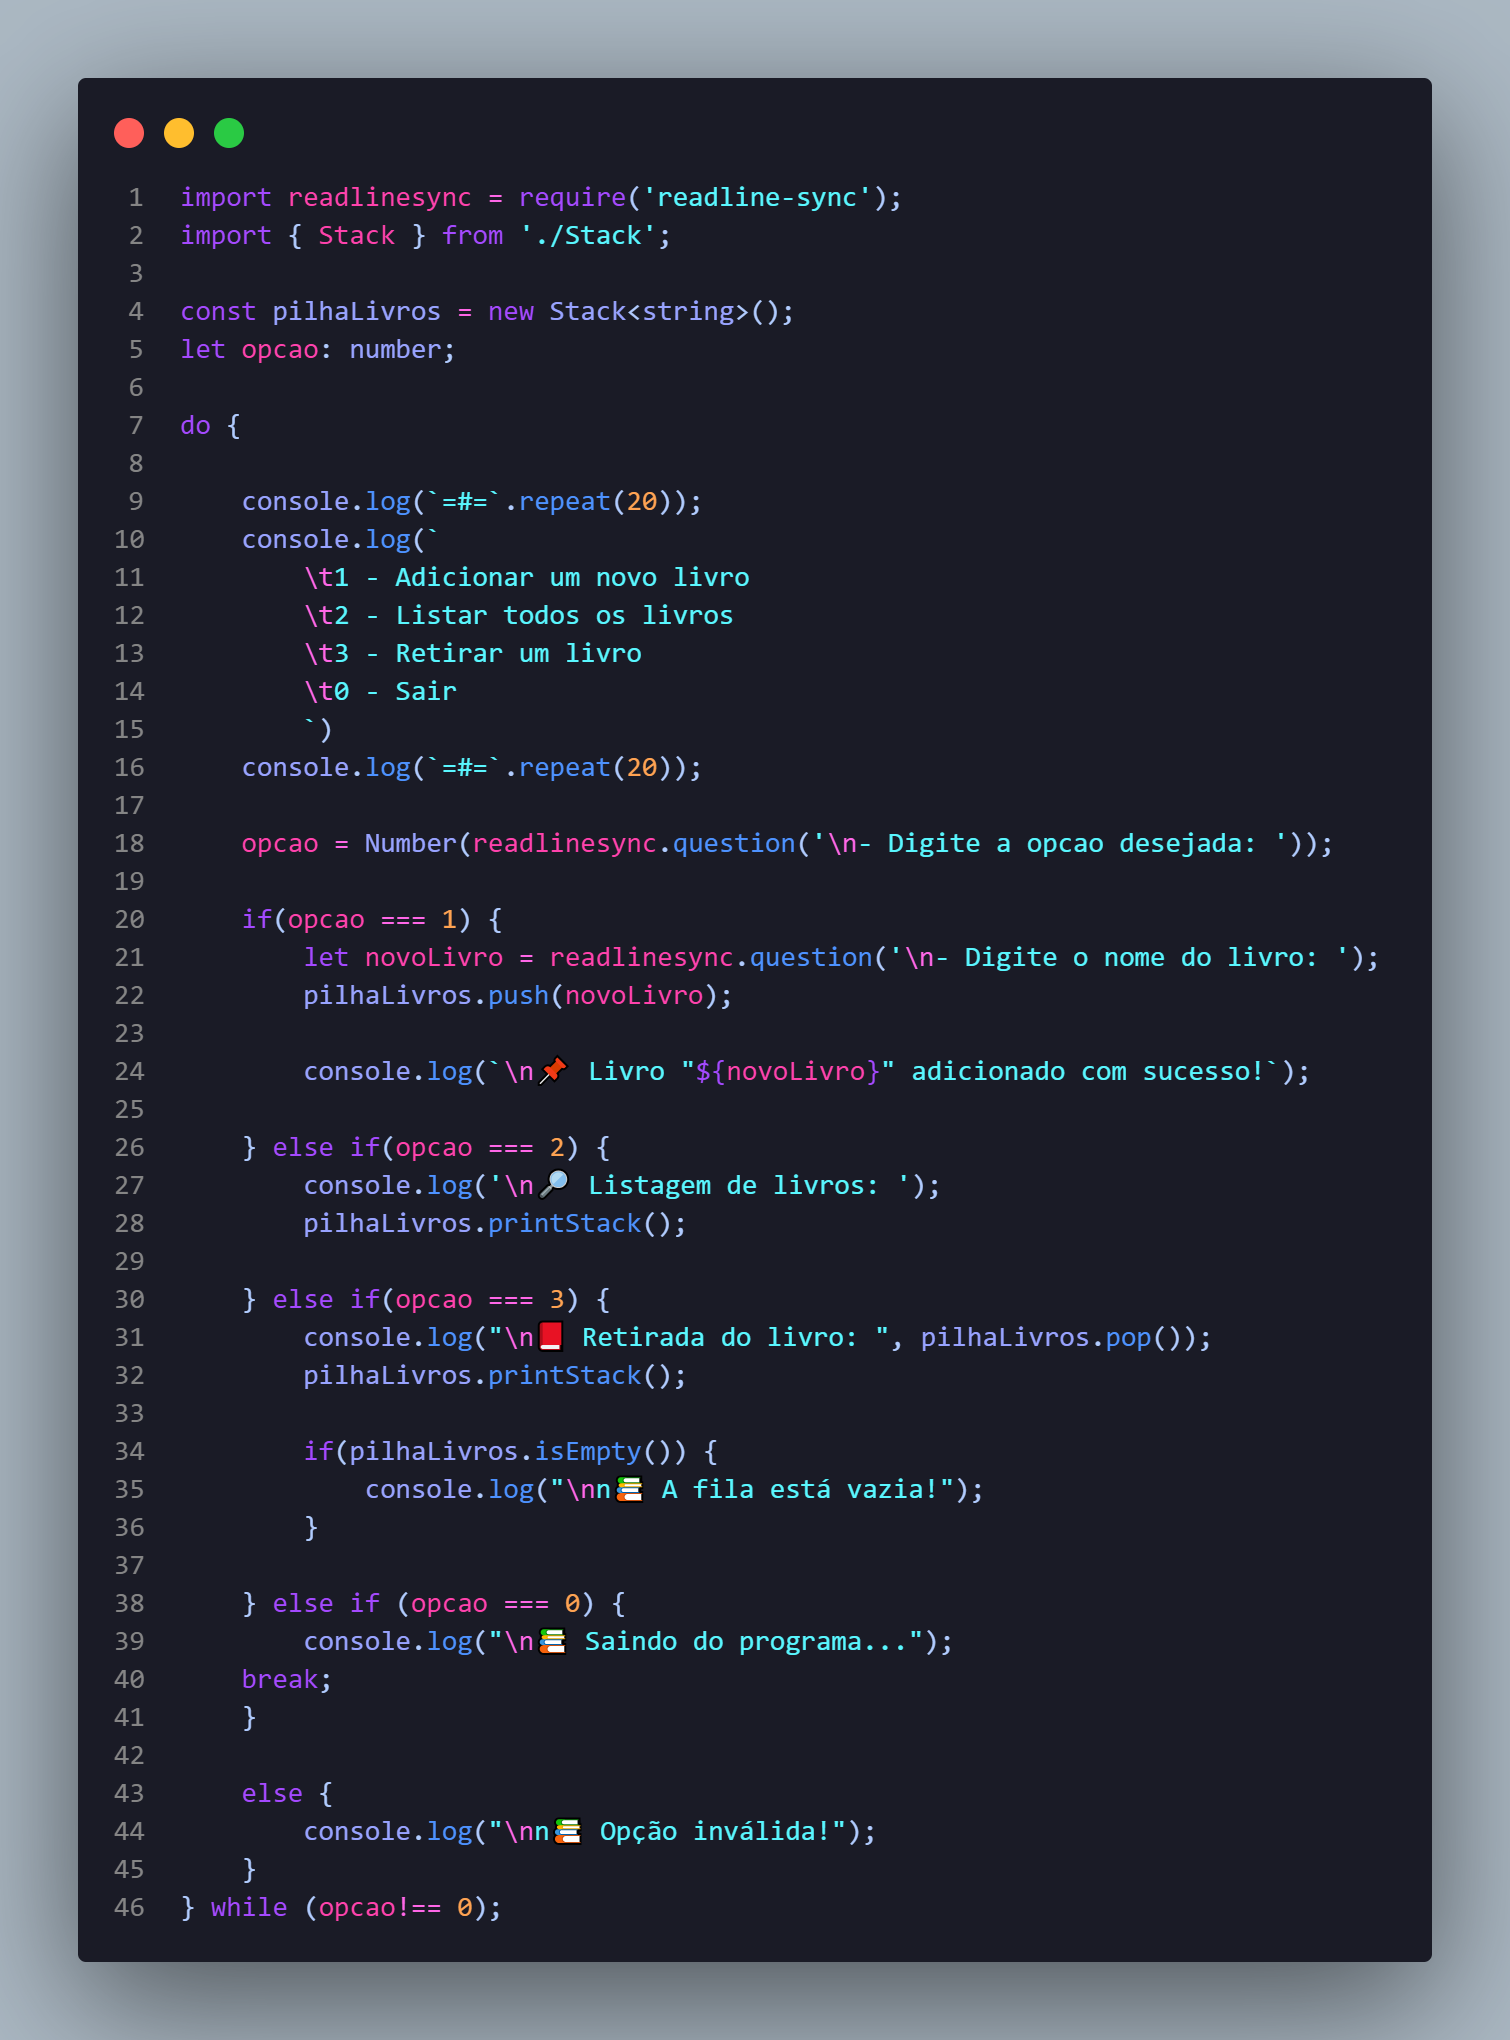 1 import readlinesync = require('readline-sync');
2 import { Stack } from './Stack';
3
4 const pilhaLivros = new Stack<string>();
5 let opcao: number;
6
7 do {
8
9     console.log(`=#=`.repeat(20));
10     console.log(`
11         \t1 - Adicionar um novo livro
12         \t2 - Listar todos os livros
13         \t3 - Retirar um livro
14         \t0 - Sair
15         `)
16     console.log(`=#=`.repeat(20));
17
18     opcao = Number(readlinesync.question('\n- Digite a opcao desejada: '));
19
20     if(opcao === 1) {
21         let novoLivro = readlinesync.question('\n- Digite o nome do livro: ');
22         pilhaLivros.push(novoLivro);
23
24         console.log(`\n📌 Livro "${novoLivro}" adicionado com sucesso!`);
25
26     } else if(opcao === 2) {
27         console.log('\n🔎 Listagem de livros: ');
28         pilhaLivros.printStack();
29
30     } else if(opcao === 3) {
31         console.log("\n📕 Retirada do livro: ", pilhaLivros.pop());
32         pilhaLivros.printStack();
33
34         if(pilhaLivros.isEmpty()) {
35             console.log("\nn📚 A fila está vazia!");
36         }
37
38     } else if (opcao === 0) {
39         console.log("\n📚 Saindo do programa...");
40     break;
41     }
42
43     else {
44         console.log("\nn📚 Opção inválida!");
45     }
46 } while (opcao!== 0);